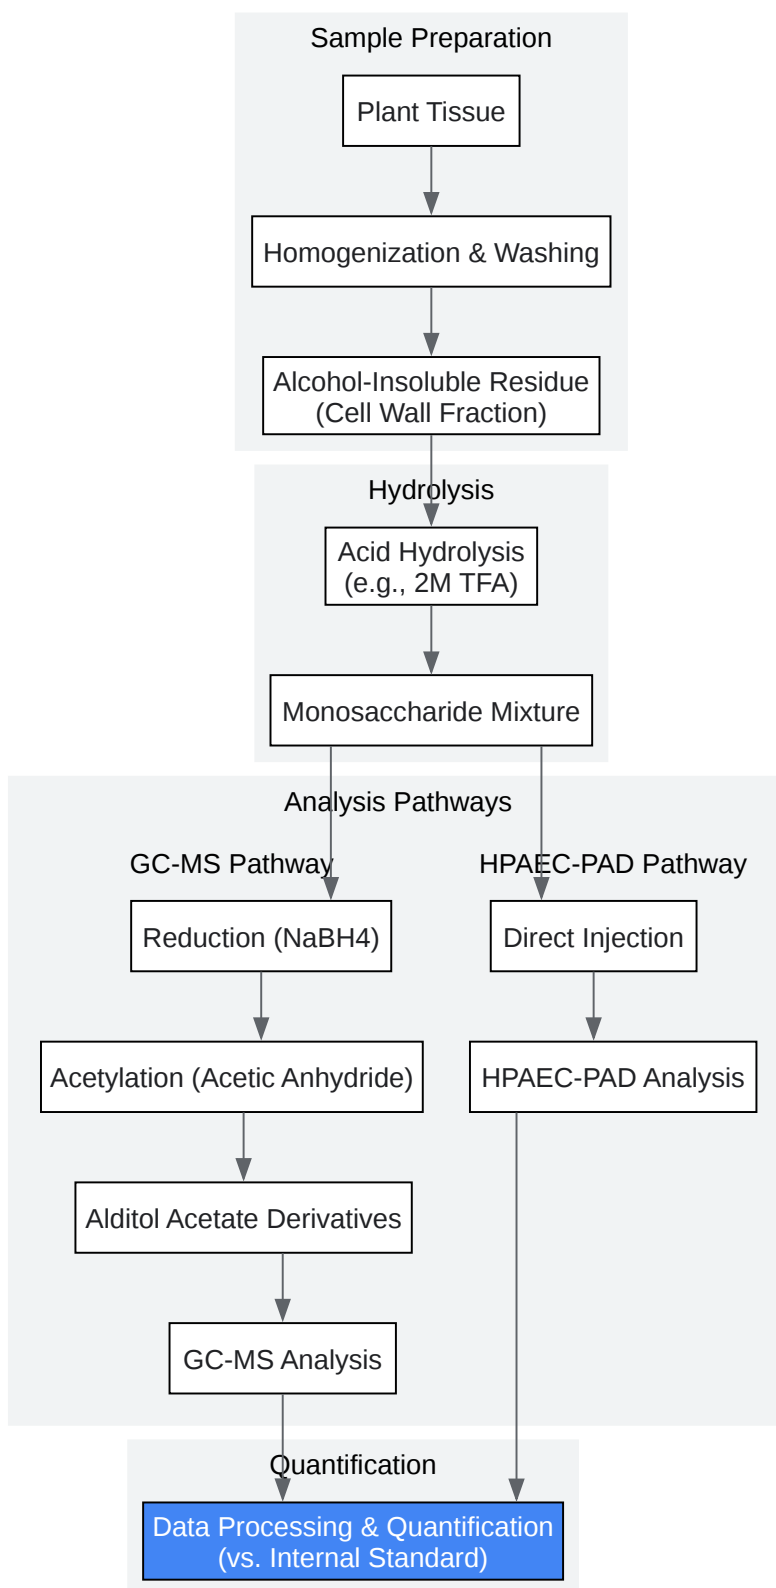 Sample Preparation
Plant Tissue
Homogenization & Washing
Alcohol-Insoluble Residue
(Cell Wall Fraction)
Hydrolysis
Acid Hydrolysis
(e.g., 2M TFA)
Monosaccharide Mixture
Analysis Pathways
GC-MS Pathway
HPAEC-PAD Pathway
Reduction (NaBH4)
Direct Injection
Acetylation (Acetic Anhydride)
HPAEC-PAD Analysis
Alditol Acetate Derivatives
GC-MS Analysis
Quantification
Data Processing & Quantification
(vs. Internal Standard)